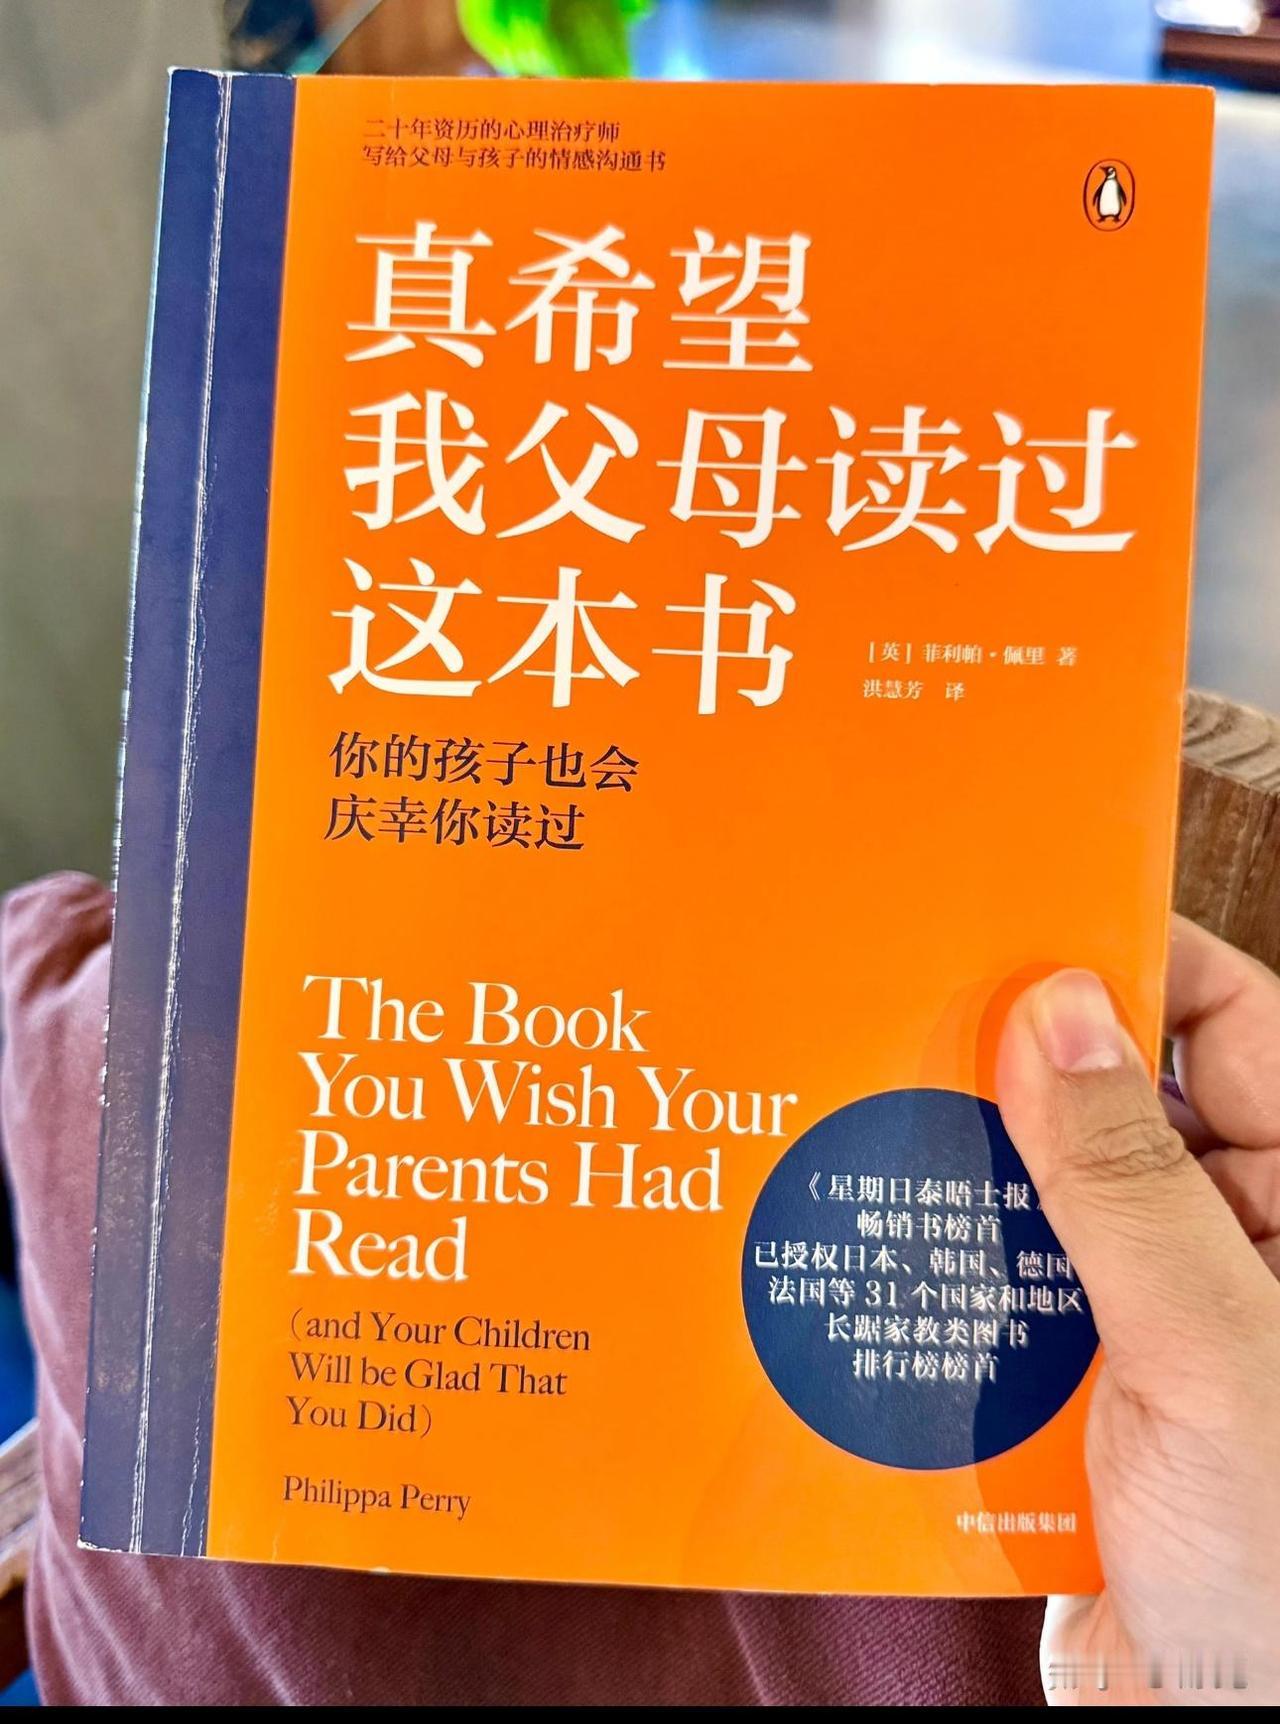 二十年资历的心理治疗师
写给父母与孩子的情感沟通书
真希望
我父母读过
这本书
[英] 菲利帕·佩里 著
洪慧芳 译
你的孩子也会
庆幸你读过
The Book
You Wish Your
Parents Had
Read
(and Your Children
Will be Glad That
You Did)
Philippa Perry
《星期日泰晤士报》
畅销书榜首
已授权日本、韩国、德国
法国等 31 个国家和地区
长踞家教类图书
排行榜榜首
中信出版集团